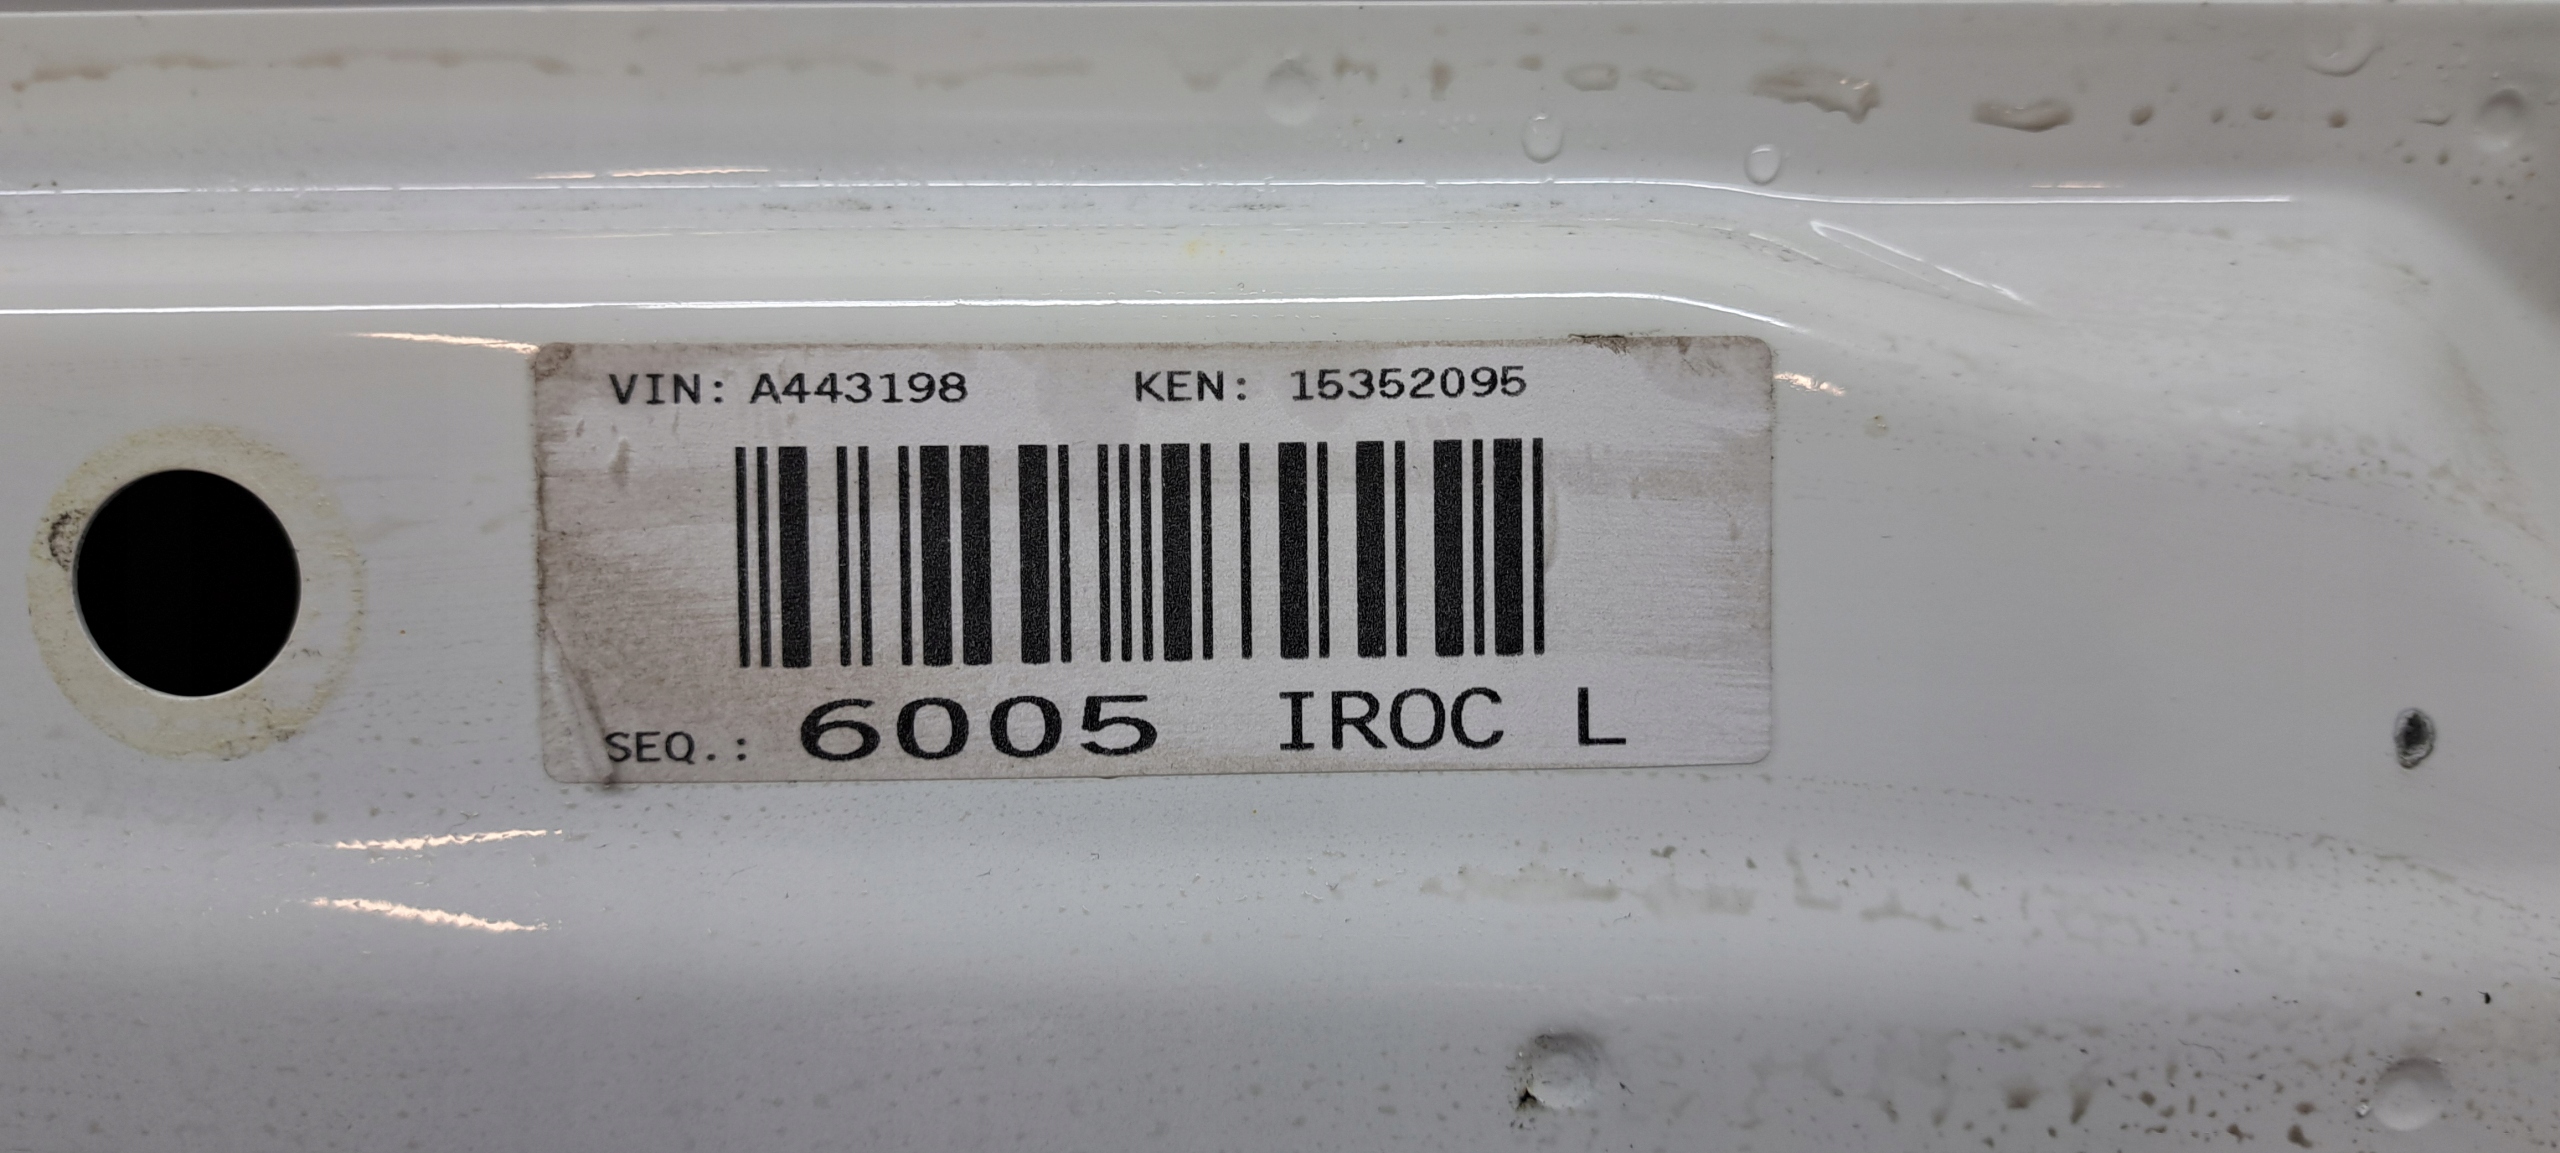 VIN: A443198 KEN: 15352095
SEQ.: 6005 IROC L